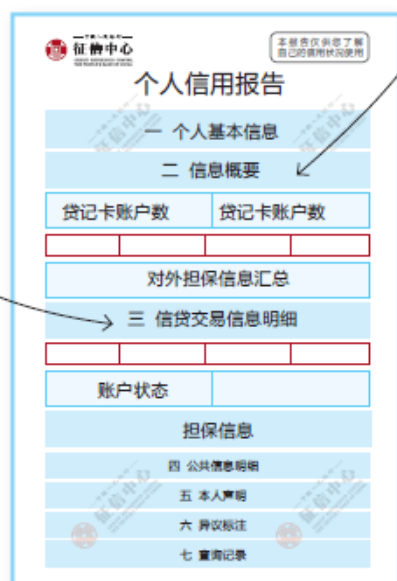 征信中心
本报告仅供您了解
自己的信用状况使用
个人信用报告
一 个人基本信息
二 信息概要
贷记卡账户数 贷记卡账户数
对外担保信息汇总
三 信贷交易信息明细
账户状态
担保信息
四 公共信息明细
五 本人声明
六 异议标注
七 查询记录